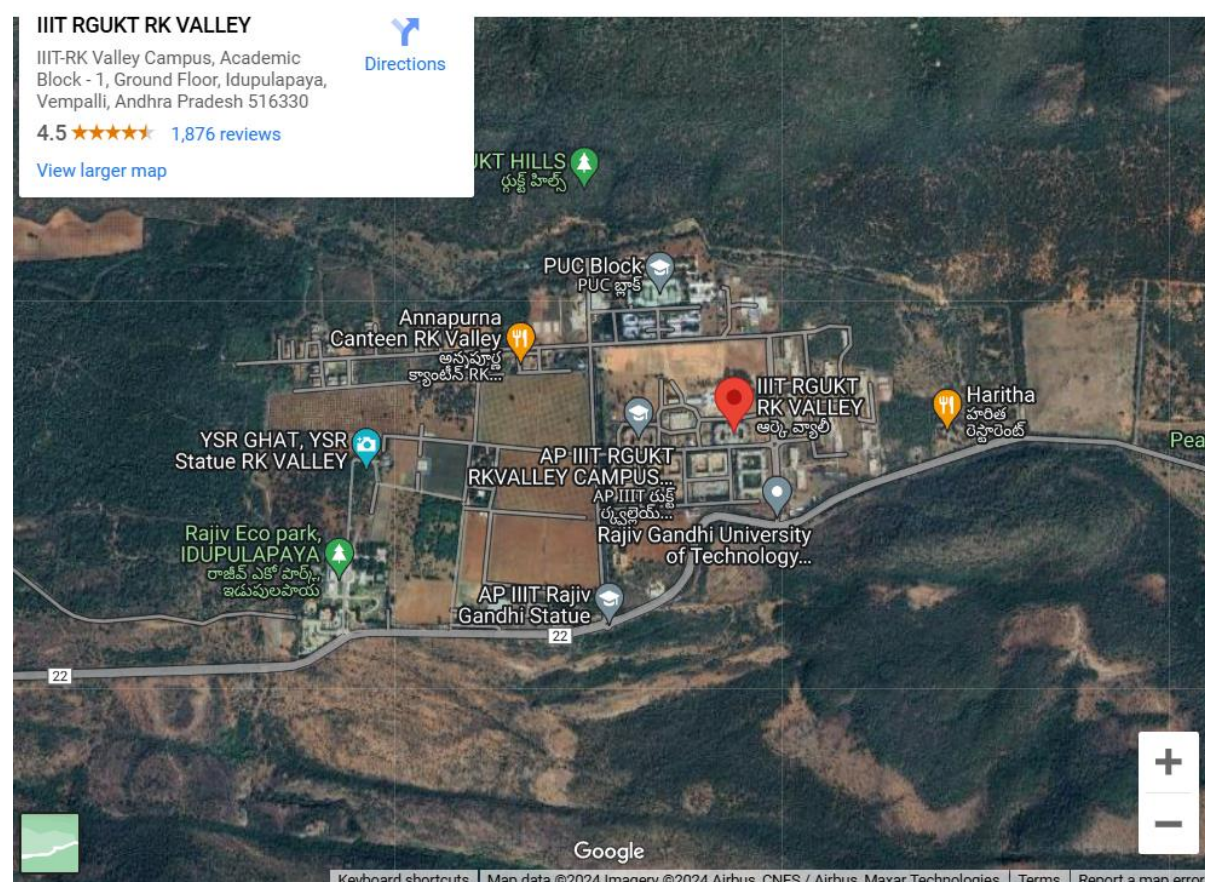 IIIT RGUKT RK VALLEY
IIIT-RK Valley Campus, Academic
Block - 1, Ground Floor, Idupulapaya,
Vempalli, Andhra Pradesh 516330
Directions
4.5 1,876 reviews
View larger map
UKT HILLS
ర్గుక్ట్ హిల్స్
PUC Block
PUC బ్లాక్
Annapurna
Canteen RK Valley
అన్నపూర్ణ
క్యాంటీన్ RK...
IIIT RGUKT
RK VALLEY
ఆర్కె వ్యాలీ
Haritha
హరిత
రెస్టారెంట్
Pea
YSR GHAT, YSR
Statue RK VALLEY
AP IIIT RGUKT
RKVALLEY CAMPUS...
AP IIIT
Rajiv Gandhi University
of Technology...
Rajiv Eco park,
IDUPULAPAYA
రాజీవ్ ఎకో పార్క్,
ఇడుపులపాయ
AP IIIT Rajiv
Gandhi Statue
22
22
+
−
Google
Keyboard shortcuts
Map data ©2024 Imagery ©2024 Airbus, CNES / Airbus, Maxar Technologies
Terms
Report a map error